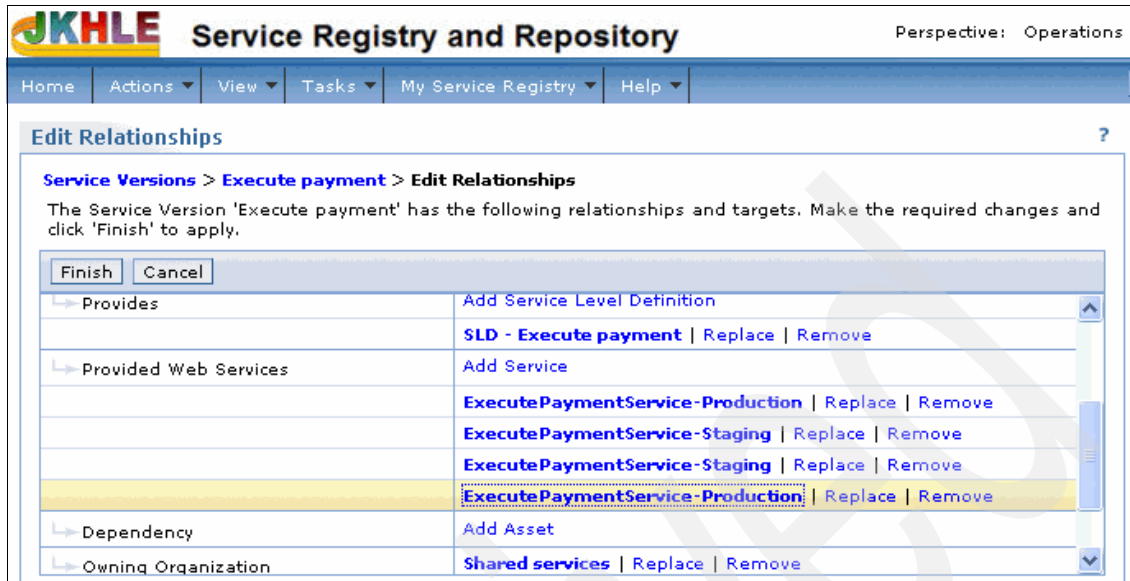 JKHLE Service Registry and Repository Perspective: Operations
Home Actions View Tasks My Service Registry Help
Edit Relationships ?
Service Versions > Execute payment > Edit Relationships
The Service Version 'Execute payment' has the following relationships and targets. Make the required changes and
click 'Finish' to apply.
Finish Cancel
Provides Add Service Level Definition
SLD - Execute payment | Replace | Remove
Provided Web Services Add Service
ExecutePaymentService-Production | Replace | Remove
ExecutePaymentService-Staging | Replace | Remove
ExecutePaymentService-Staging | Replace | Remove
ExecutePaymentService-Production | Replace | Remove
Dependency Add Asset
Owning Organization Shared services | Replace | Remove